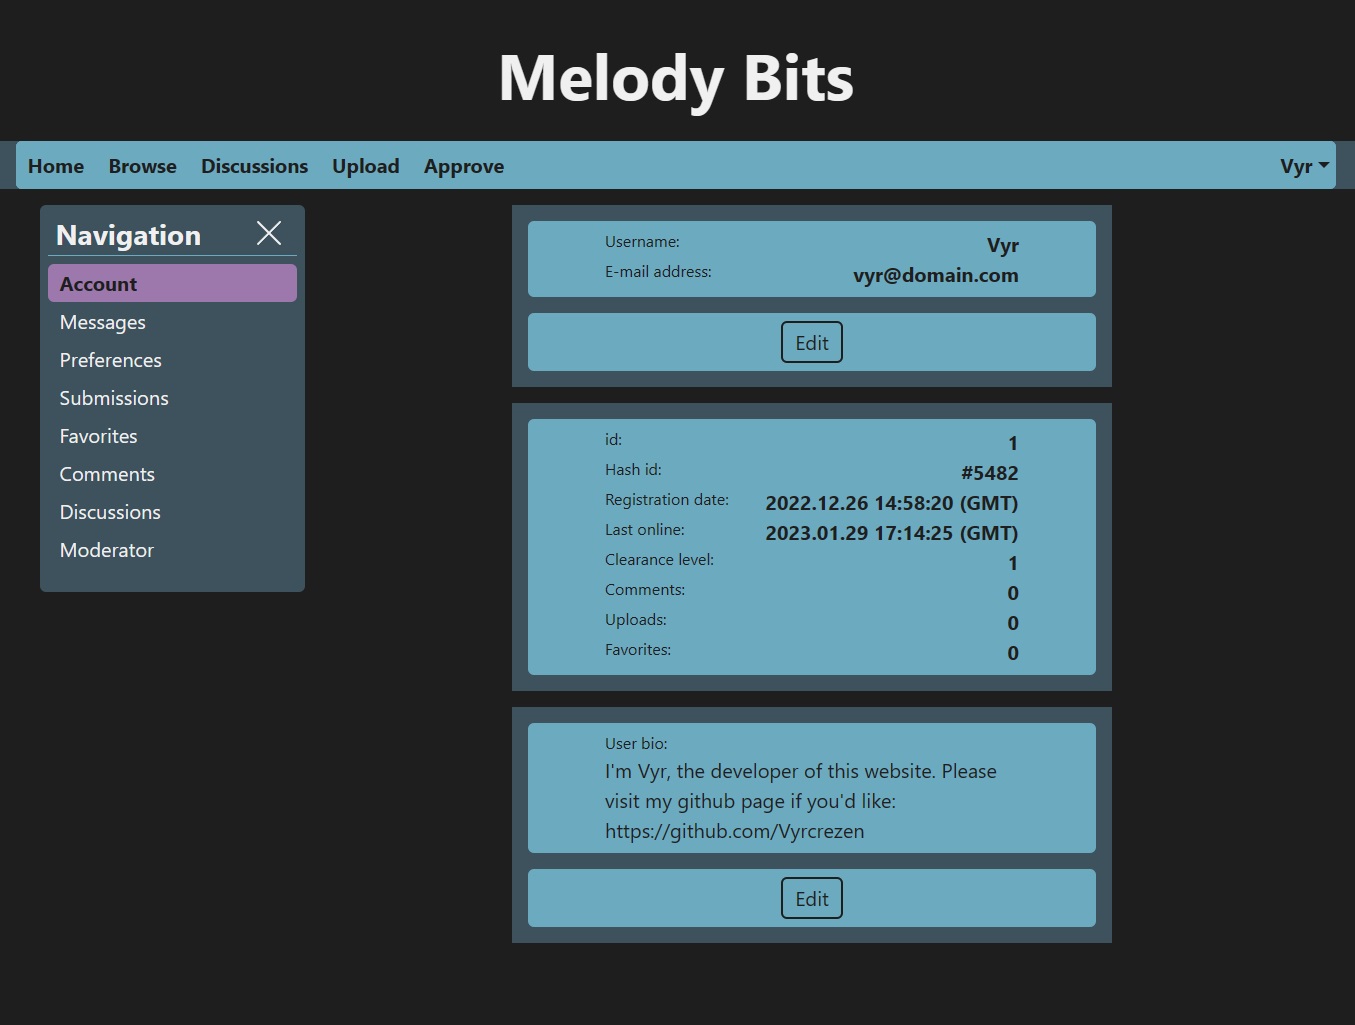 Melody Bits
Home Browse Discussions Upload Approve Vyr
Navigation
Account
Messages
Preferences
Submissions
Favorites
Comments
Discussions
Moderator
Username: Vyr
E-mail address: vyr@domain.com
Edit
id: 1
Hash id: #5482
Registration date: 2022.12.26 14:58:20 (GMT)
Last online: 2023.01.29 17:14:25 (GMT)
Clearance level: 1
Comments: 0
Uploads: 0
Favorites: 0
User bio:
I'm Vyr, the developer of this website. Please
visit my github page if you'd like:
https://github.com/Vyrcrezen
Edit